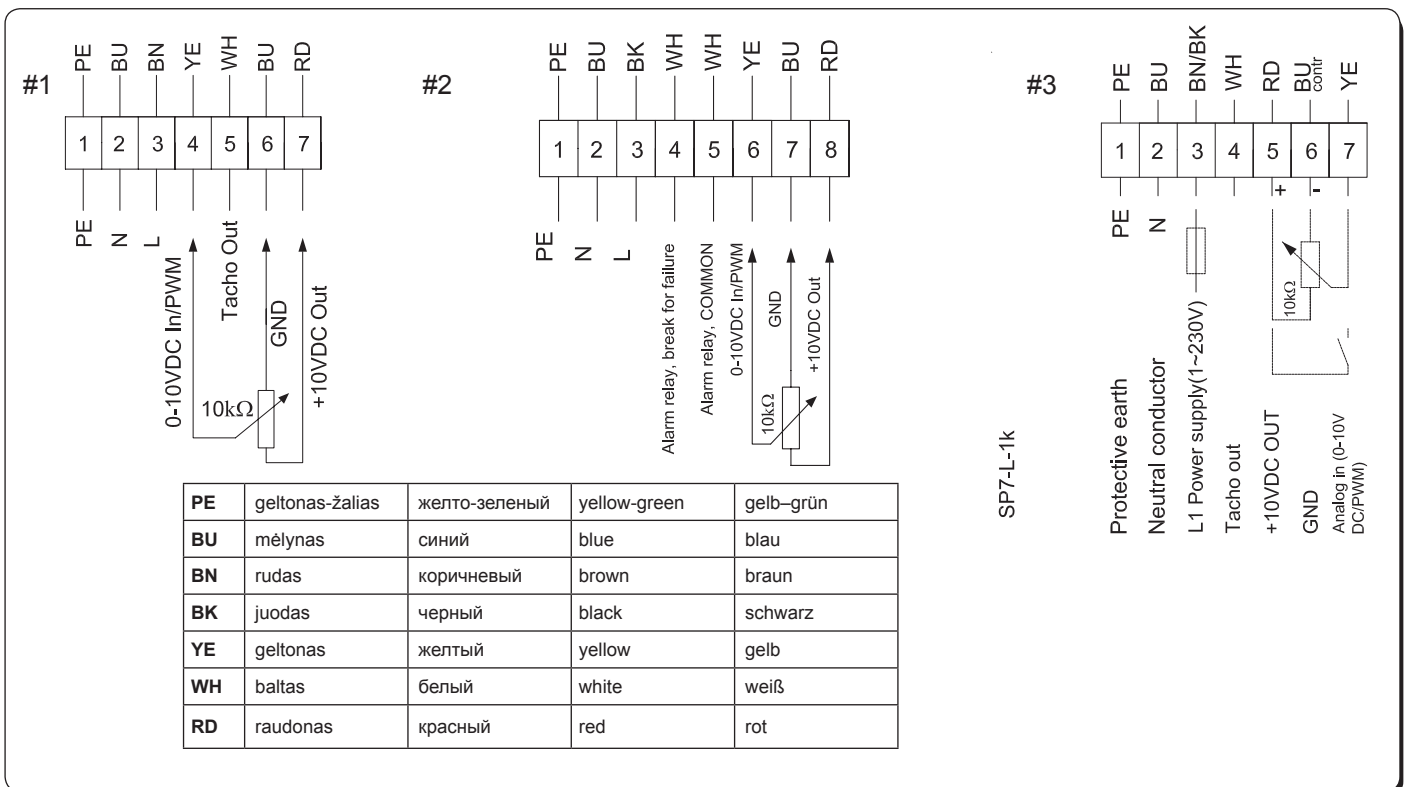 #1
PE BU BN YE WH BU RD
1 2 3 4 5 6 7
PE
N
L
0-10VDC In/PWM
Tacho Out
GND
+10VDC Out
10kΩ
#2
PE BU BK WH WH YE BU RD
1 2 3 4 5 6 7 8
PE
N
L
Alarm relay, break for failure
Alarm relay, COMMON
0-10VDC In/PWM
GND
+10VDC Out
10kΩ
#3
PE BU BN/BK WH RD BU contr YE
1 2 3 4 5 6 7
+ -
PE
N
10kΩ
SP7-L-1k
Protective earth
Neutral conductor
L1 Power supply(1~230V)
Tacho out
+10VDC OUT
GND
Analog in (0-10V
DC/PWM)
PE geltonas-žalias желто-зеленый yellow-green gelb–grün
BU mėlynas синий blue blau
BN rudas коричневый brown braun
BK juodas черный black schwarz
YE geltonas желтый yellow gelb
WH baltas белый white weiß
RD raudonas красный red rot